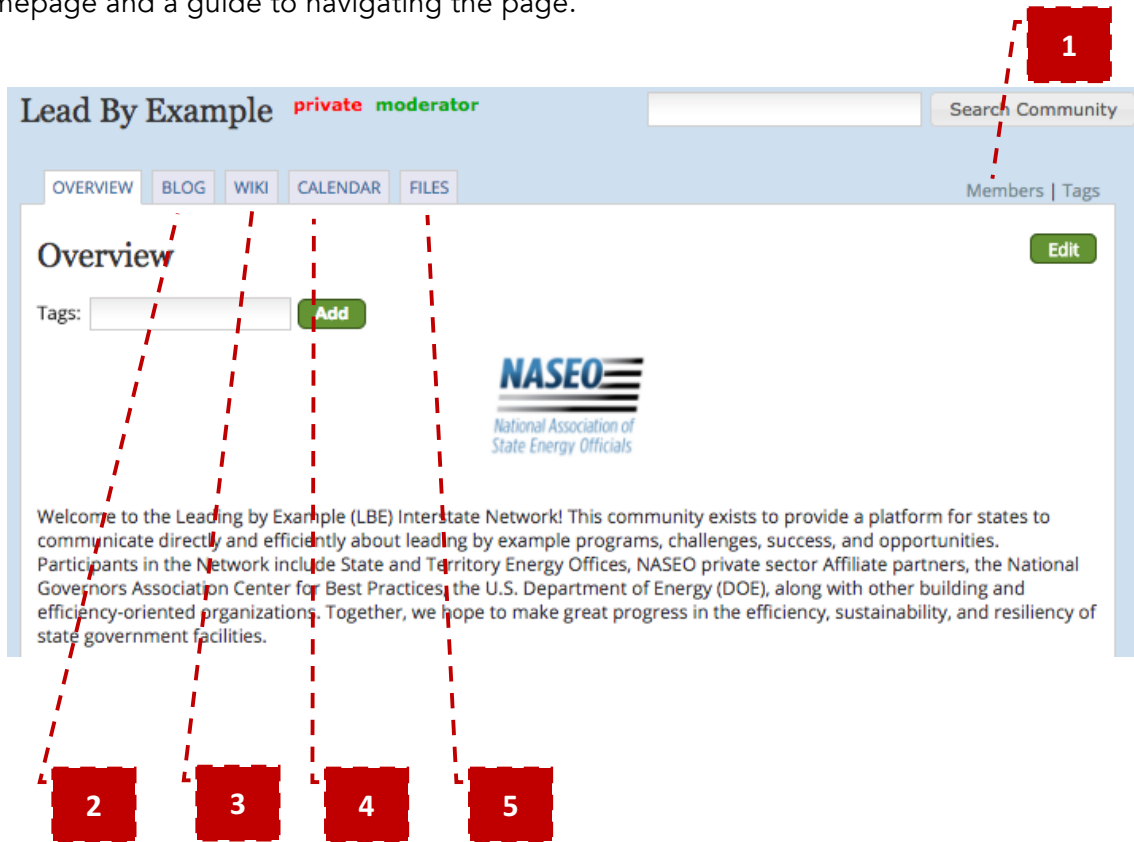 mepage and a guide to navigating the page.
1
Lead By Example private moderator
Search Community
OVERVIEW BLOG WIKI CALENDAR FILES
Members | Tags
Overview
Edit
Tags:
Add
NASEO
National Association of
State Energy Officials
Welcome to the Leading by Example (LBE) Interstate Network! This community exists to provide a platform for states to
communicate directly and efficiently about leading by example programs, challenges, success, and opportunities.
Participants in the Network include State and Territory Energy Offices, NASEO private sector Affiliate partners, the National
Governors Association Center for Best Practices, the U.S. Department of Energy (DOE), along with other building and
efficiency-oriented organizations. Together, we hope to make great progress in the efficiency, sustainability, and resiliency of
state government facilities.
2 3 4 5